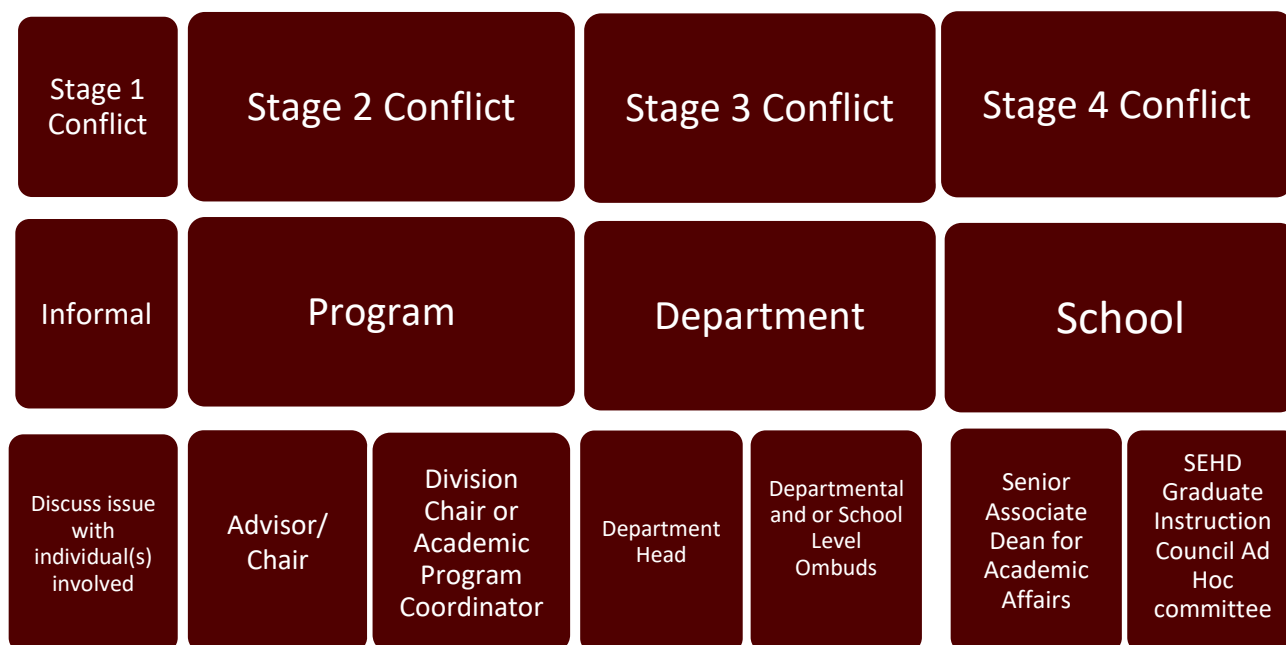 Stage 1
Conflict
Stage 2 Conflict
Stage 3 Conflict
Stage 4 Conflict
Informal
Program
Department
School
Discuss issue
with
individual(s)
involved
Advisor/
Chair
Division
Chair or
Academic
Program
Coordinator
Department
Head
Departmental
and or School
Level
Ombuds
Senior
Associate
Dean for
Academic
Affairs
SEHD
Graduate
Instruction
Council Ad
Hoc
committee